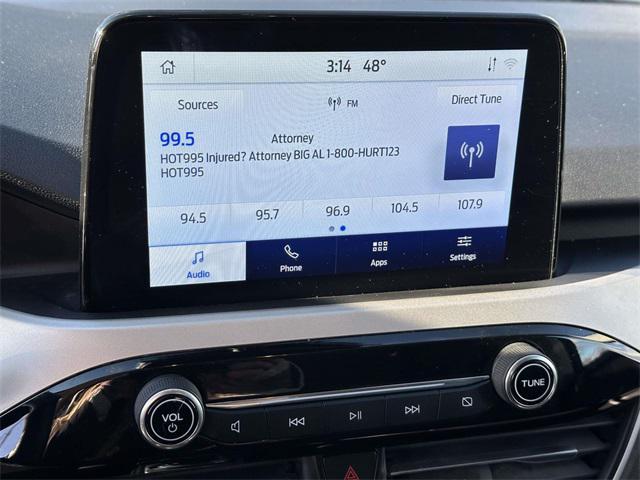 3:14 48°
Sources FM Direct Tune
99.5 Attorney
HOT995 Injured? Attorney BIG AL 1-800-HURT123
HOT995
94.5 95.7 96.9 104.5 107.9
Audio Phone Apps Settings
VOL TUNE